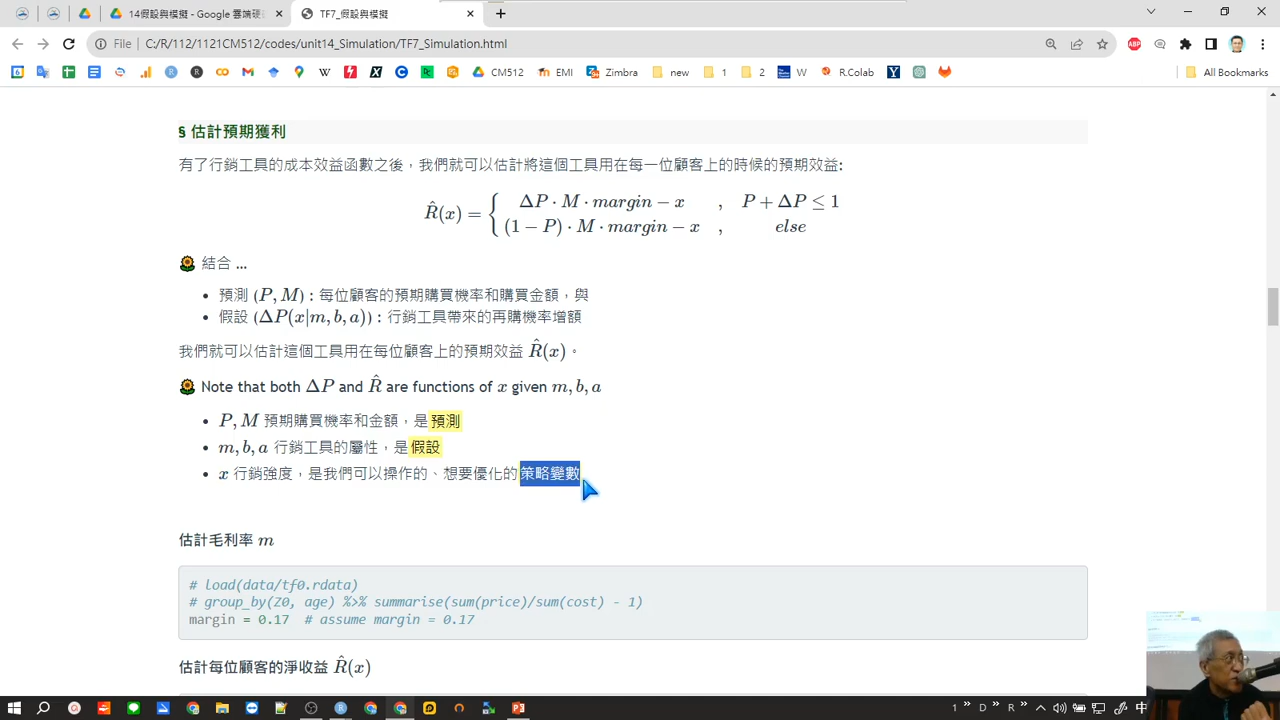 14假設與模擬 - Google 雲端硬碟
TF7_假設與模擬
File
C:/R/112/1121CM512/codes/unit14_Simulation/TF7_Simulation.html
ABP
CM512
EMI
Zimbra
new
1
2
W
R.Colab
All Bookmarks
§ 估計預期獲利
有了行銷工具的成本效益函數之後，我們就可以估計將這個工具用在每一位顧客上的時候的預期效益:
R̂(x) = { ΔP · M · margin − x , P + ΔP ≤ 1
(1 − P) · M · margin − x , else
🌻 結合 ...
• 預測 (P, M) : 每位顧客的預期購買機率和購買金額，與
• 假設 (ΔP(x|m, b, a)) : 行銷工具帶來的再購機率增額
我們就可以估計這個工具用在每位顧客上的預期效益 R̂(x)。
🌻 Note that both ΔP and R̂ are functions of x given m, b, a
• P, M 預期購買機率和金額，是預測
• m, b, a 行銷工具的屬性，是假設
• x 行銷強度，是我們可以操作的、想要優化的策略變數
估計毛利率 m
# load(data/tf0.rdata)
# group_by(Z0, age) %>% summarise(sum(price)/sum(cost) - 1)
margin = 0.17  # assume margin = 0.17
估計每位顧客的淨收益 R̂(x)
1 » D » R » 中